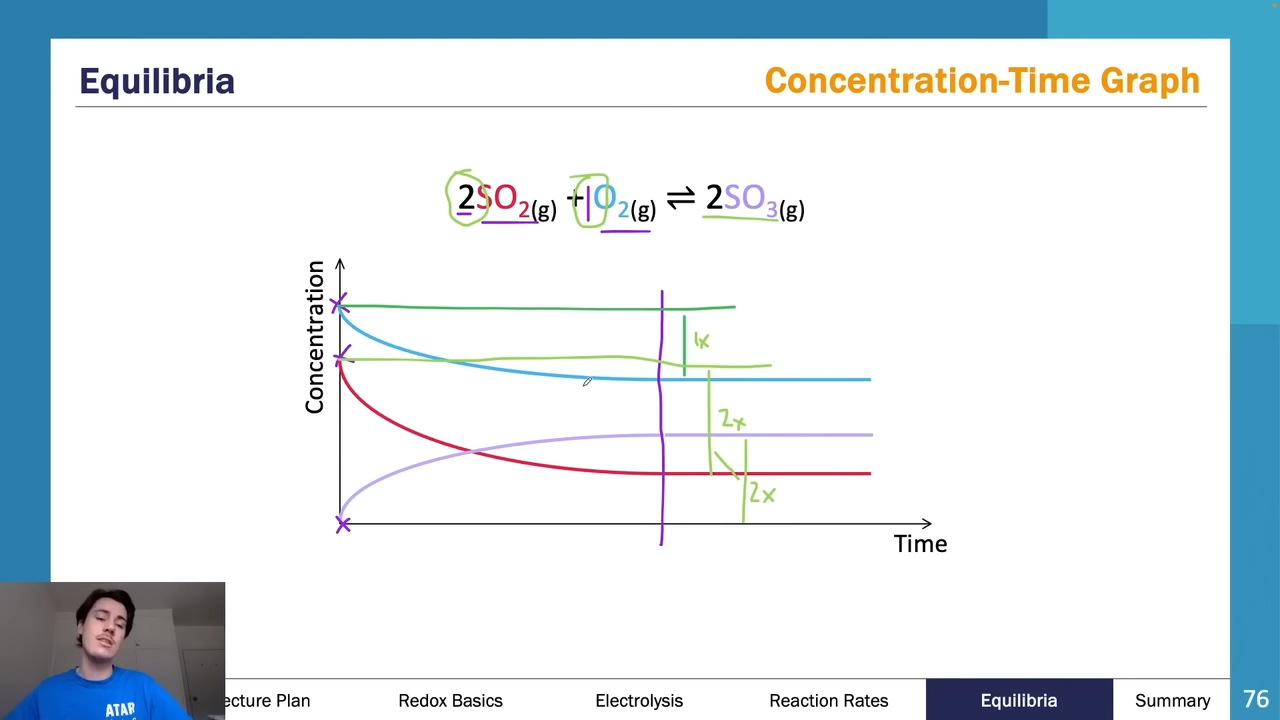 Equilibria
Concentration-Time Graph
2SO2(g) + 1O2(g) ⇌ 2SO3(g)
Concentration
1x
2x
2x
Time
ATAR
ecture Plan
Redox Basics
Electrolysis
Reaction Rates
Equilibria
Summary
76